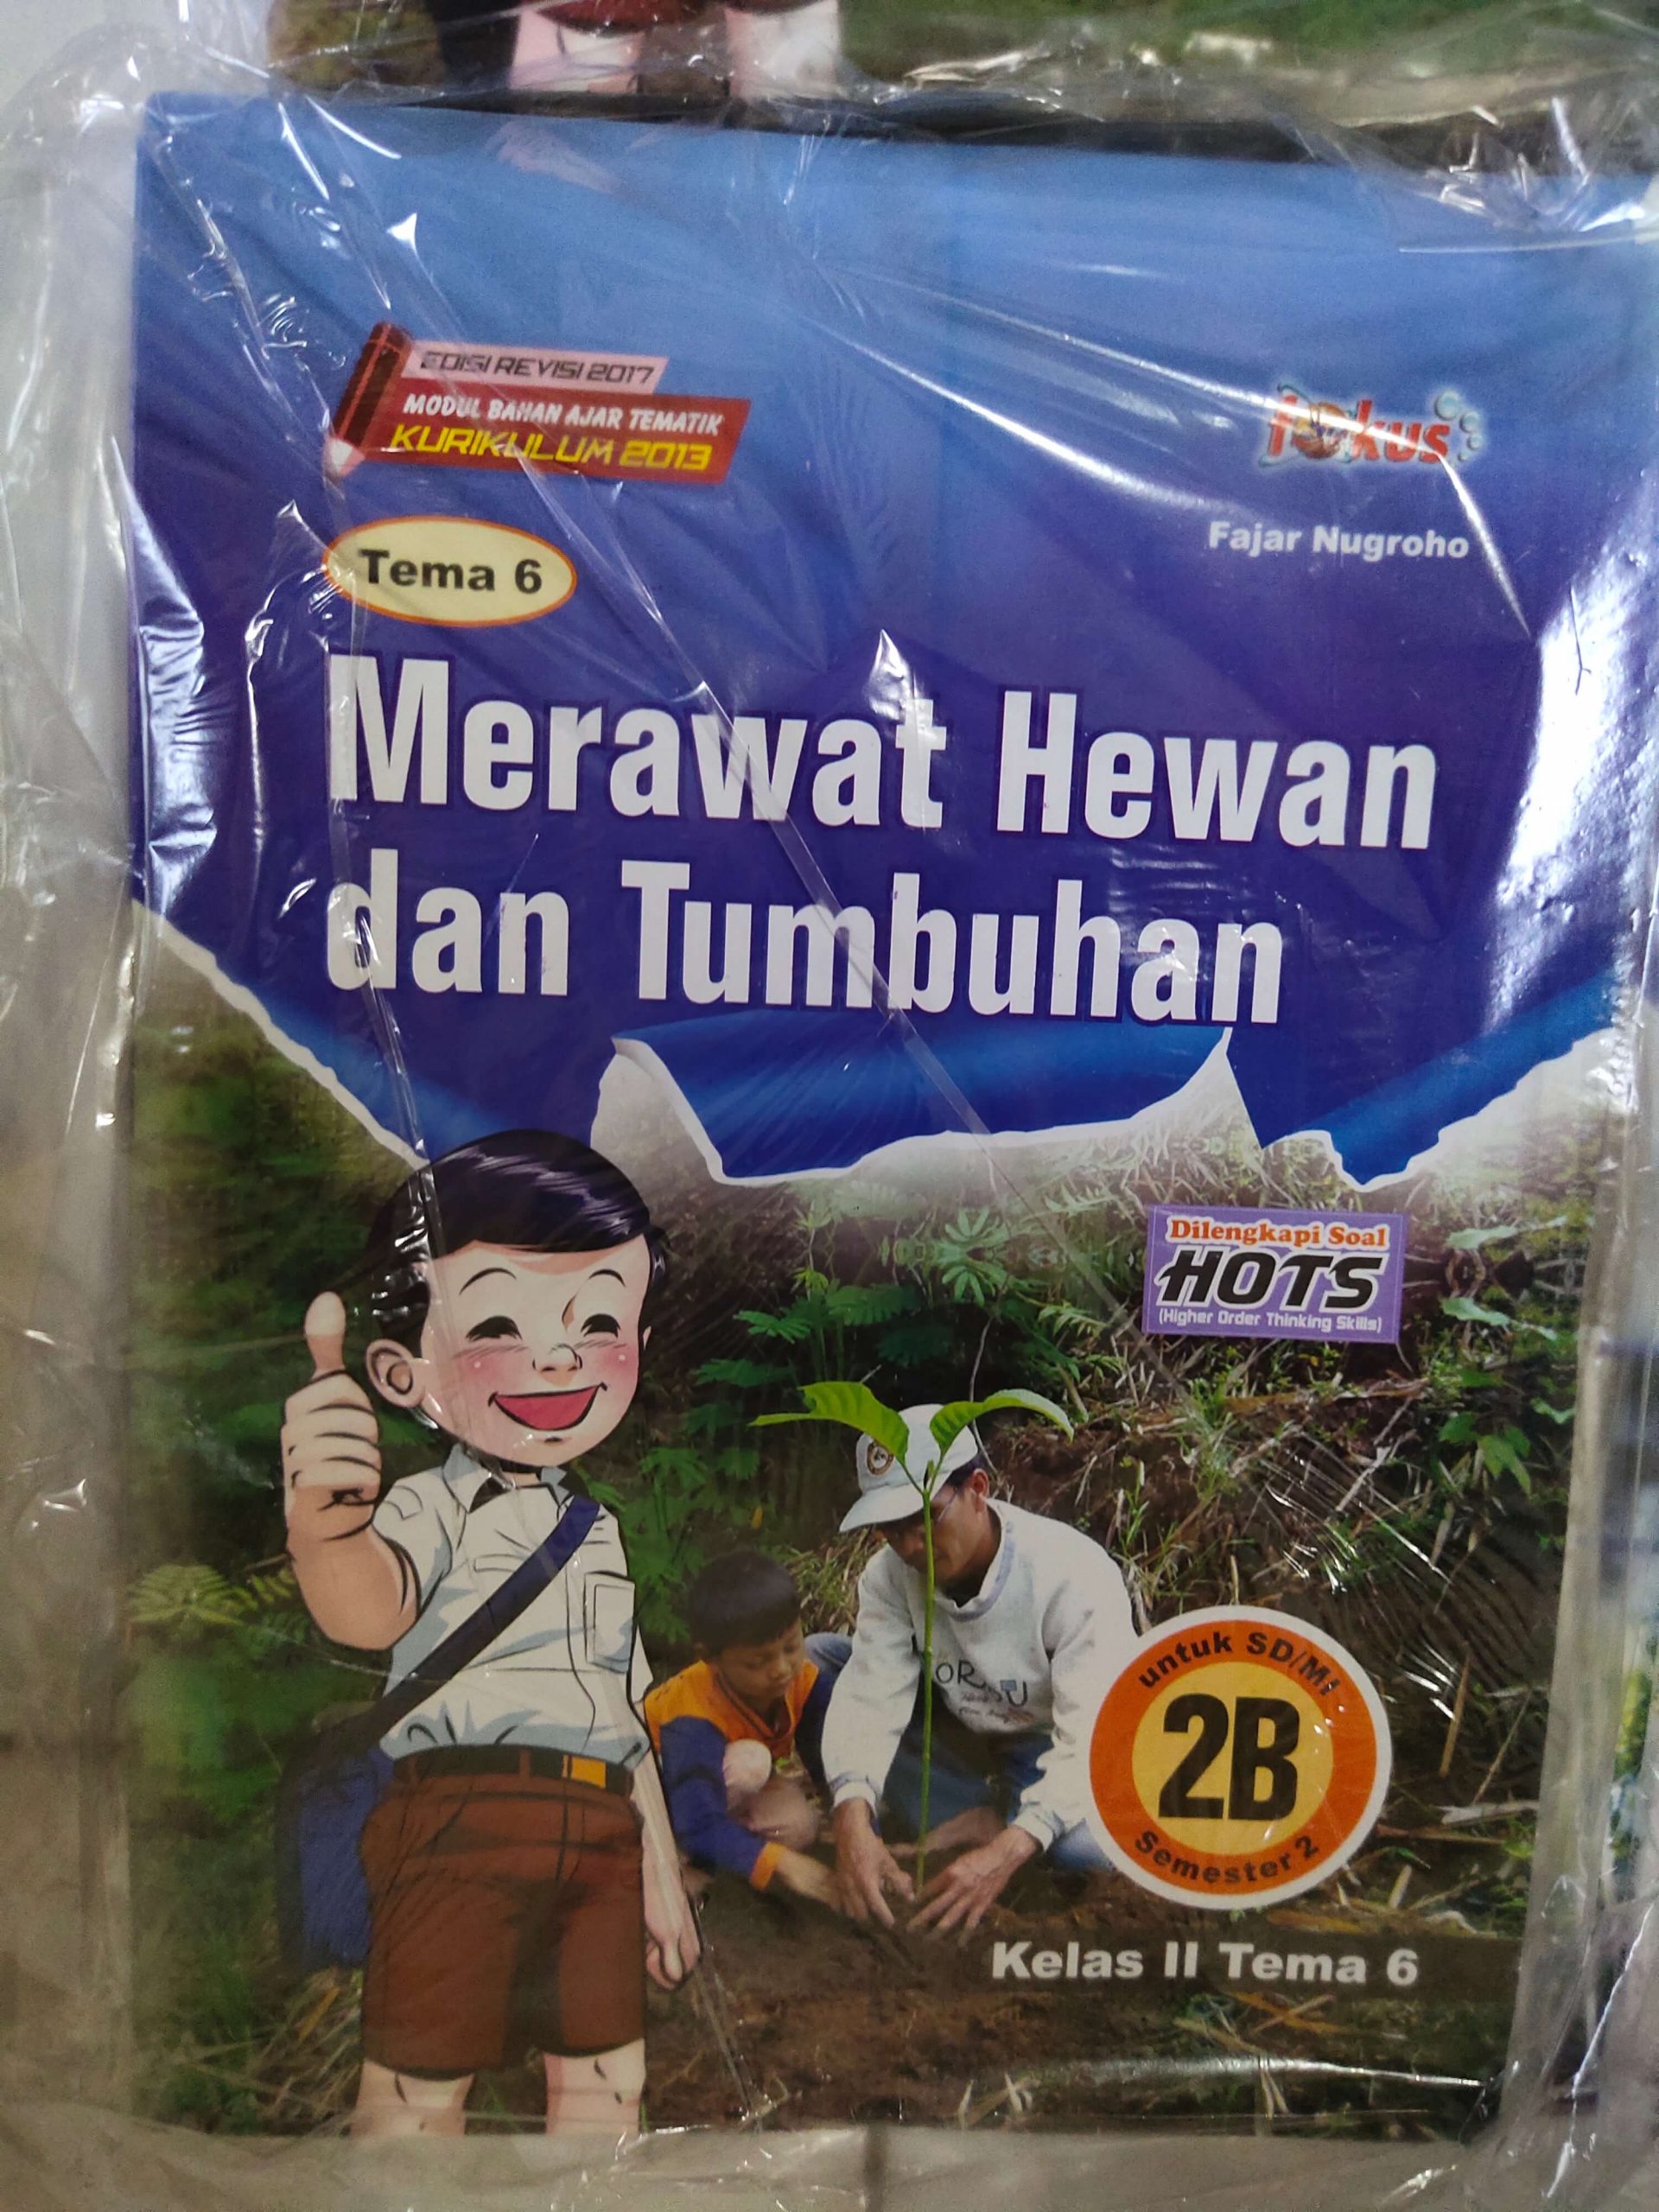 EDISI REVISI 2017
MODUL BAHAN AJAR TEMATIK
KURIKULUM 2013
fokus
Fajar Nugroho
Tema 6
Merawat Hewan
dan Tumbuhan
Dilengkapi Soal
HOTS
(Higher Order Thinking Skills)
untuk SD/MI
2B
Semester 2
Kelas II Tema 6